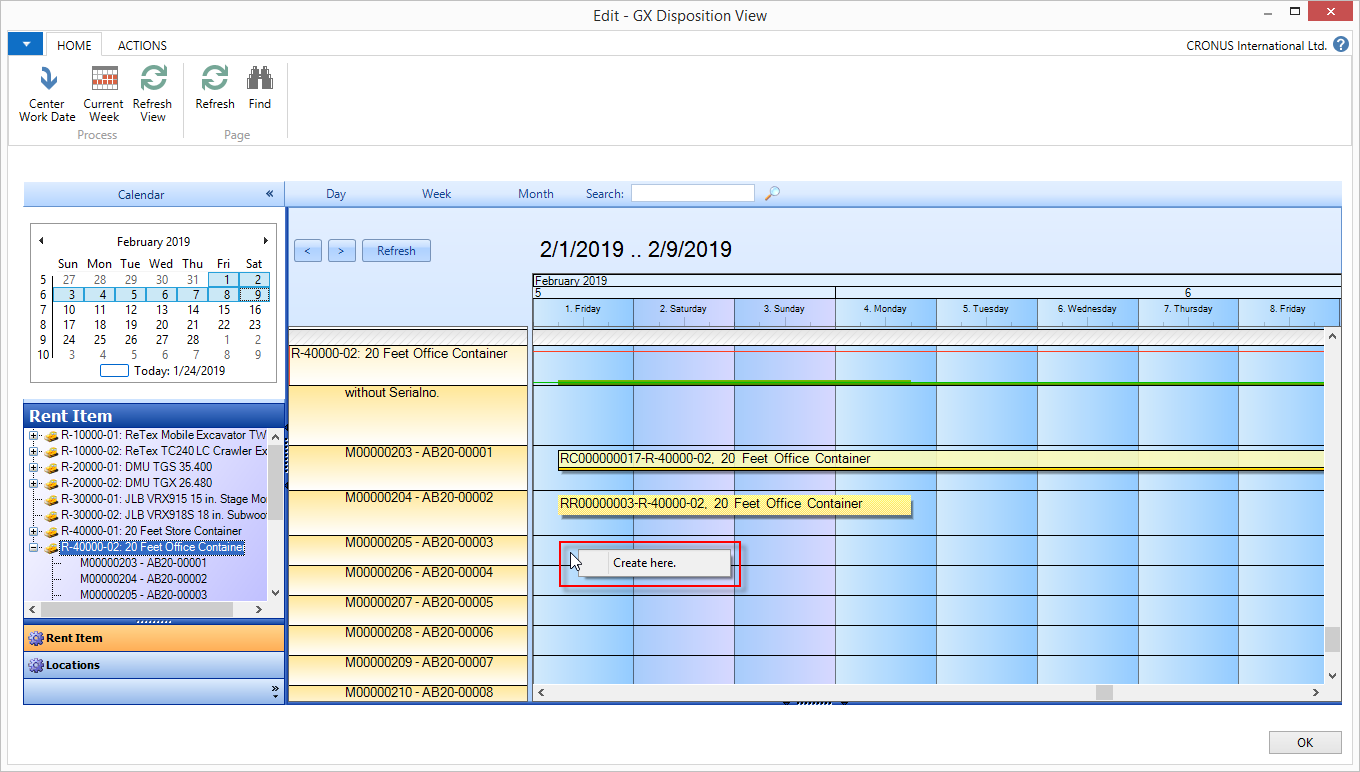 Edit - GX Disposition View
HOME ACTIONS
CRONUS International Ltd. ?
Center Work Date
Current Week
Refresh View
Refresh
Find
Process
Page
Calendar «
Day Week Month Search:
February 2019
Sun Mon Tue Wed Thu Fri Sat
5 27 28 29 30 31 1 2
6 3 4 5 6 7 8 9
7 10 11 12 13 14 15 16
8 17 18 19 20 21 22 23
9 24 25 26 27 28 1 2
10 3 4 5 6 7 8 9
Today: 1/24/2019
< > Refresh
2/1/2019 .. 2/9/2019
February 2019
5 6
1. Friday 2. Saturday 3. Sunday 4. Monday 5. Tuesday 6. Wednesday 7. Thursday 8. Friday
Rent Item
R-10000-01: ReTex Mobile Excavator TW
R-10000-02: ReTex TC240 LC Crawler Ex
R-20000-01: DMU TGS 35.400
R-20000-02: DMU TGX 26.480
R-30000-01: JLB VRX915 15 in. Stage Mo
R-30000-02: JLB VRX918S 18 in. Subwoo
R-40000-01: 20 Feet Store Container
R-40000-02: 20 Feet Office Container
M00000203 - AB20-00001
M00000204 - AB20-00002
M00000205 - AB20-00003
Rent Item
Locations
»
R-40000-02: 20 Feet Office Container
without Serialno.
M00000203 - AB20-00001
RC000000017-R-40000-02, 20 Feet Office Container
M00000204 - AB20-00002
RR00000003-R-40000-02, 20 Feet Office Container
M00000205 - AB20-00003
Create here.
M00000206 - AB20-00004
M00000207 - AB20-00005
M00000208 - AB20-00006
M00000209 - AB20-00007
M00000210 - AB20-00008
OK